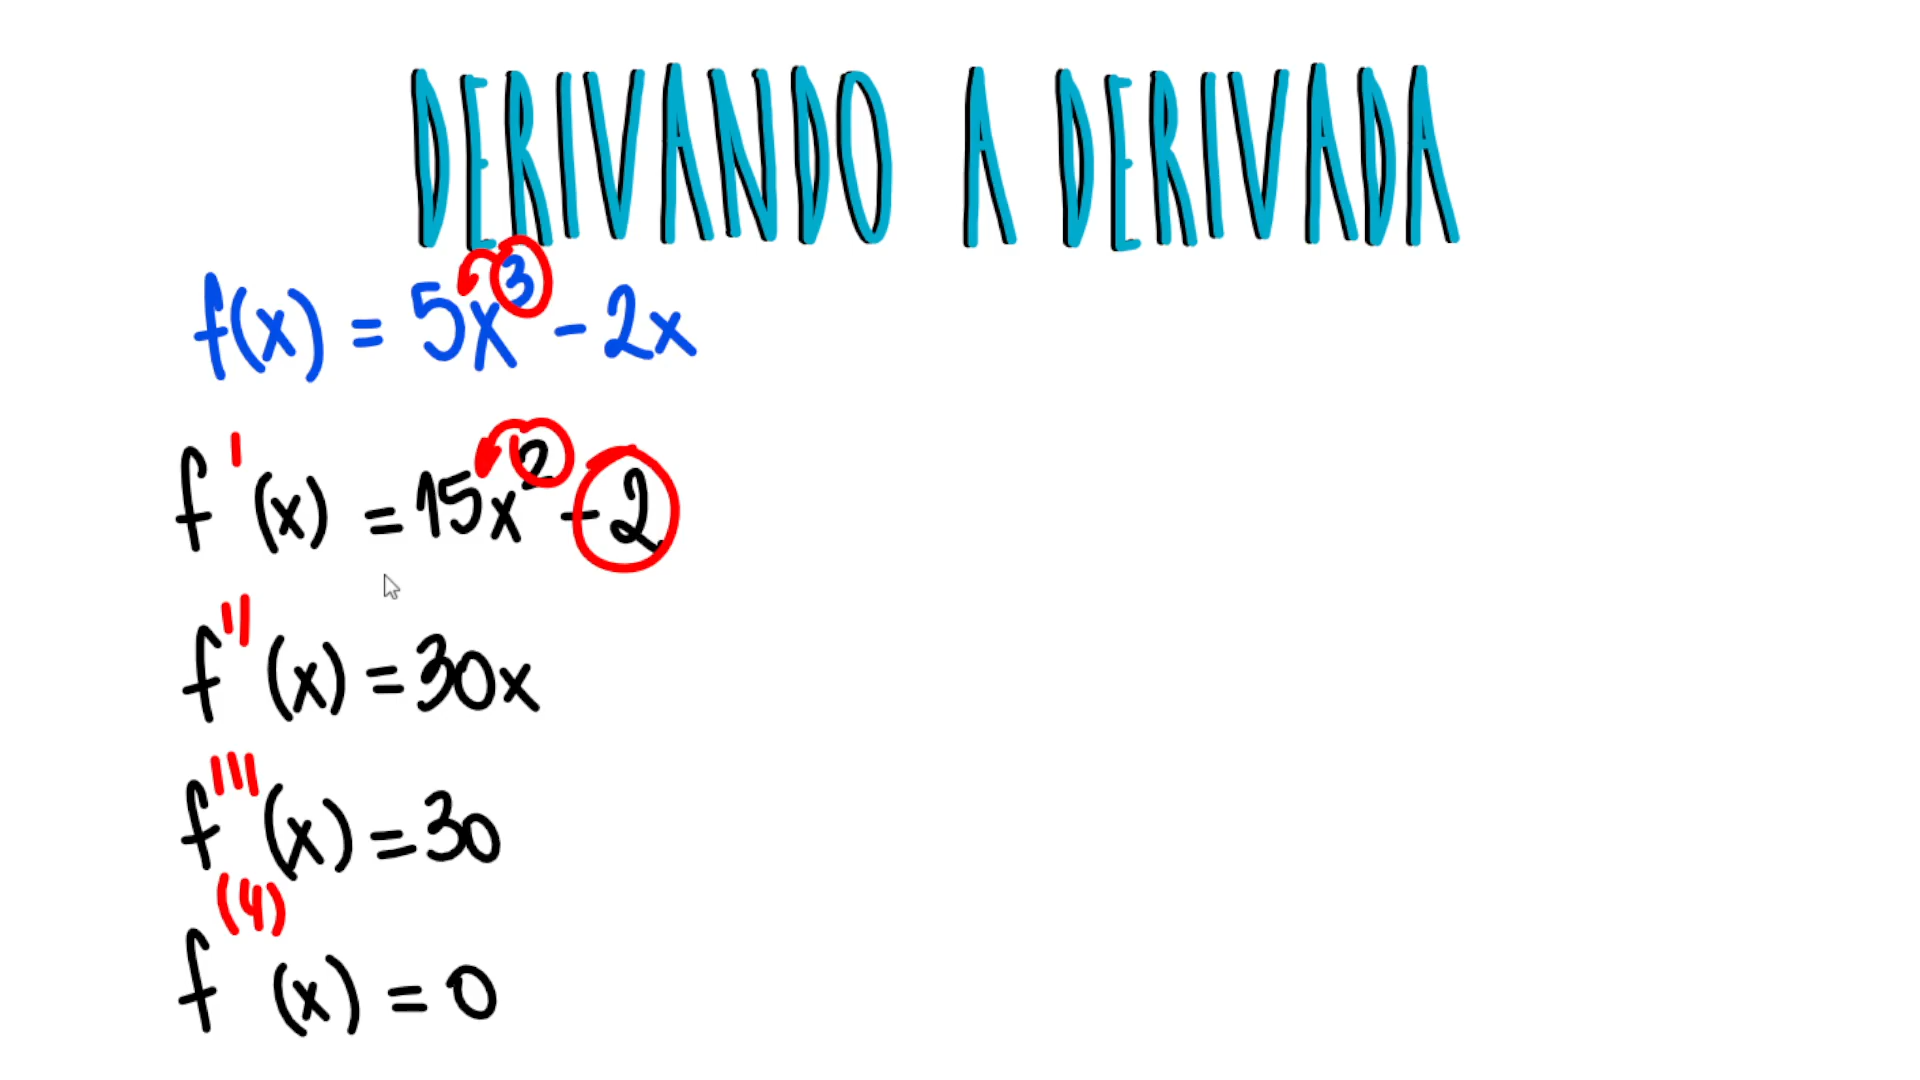 DERIVANDO A DERIVADA
f(x) = 5x³ - 2x
f'(x) = 15x² - 2
f''(x) = 30x
f'''(x) = 30
f⁽⁴⁾(x) = 0